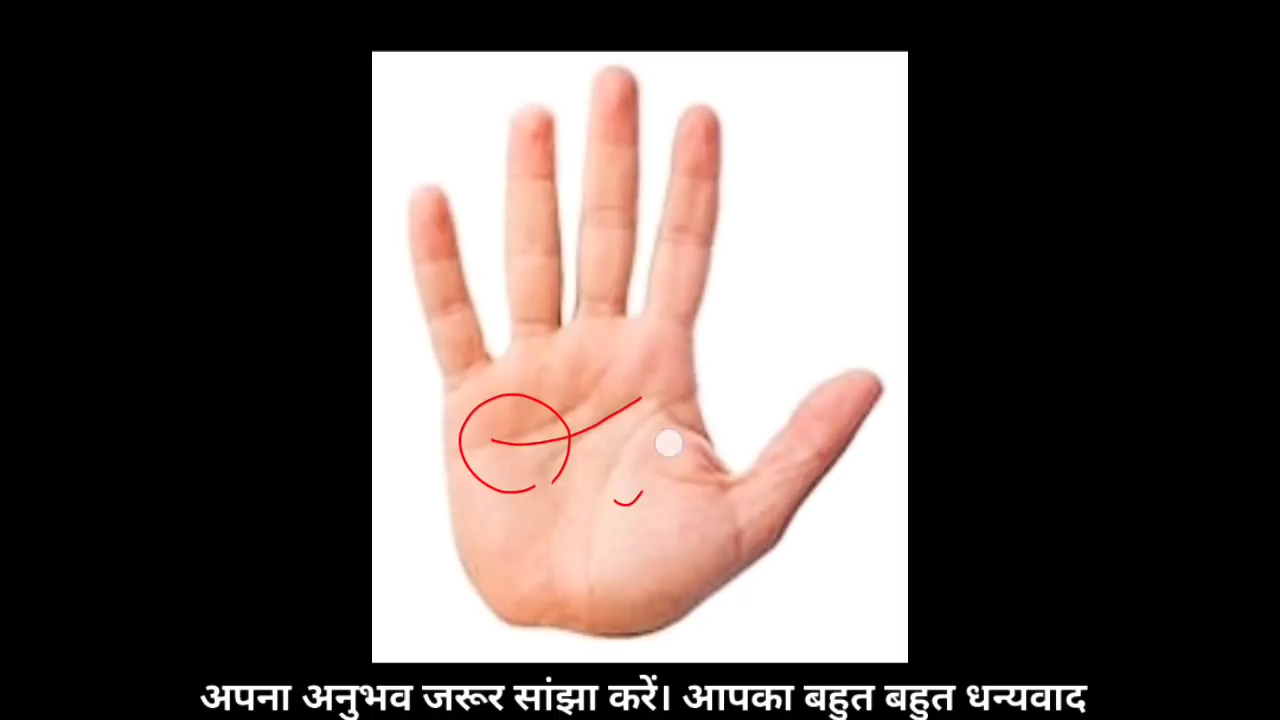 अपना अनुभव जरूर सांझा करें। आपका बहुत बहुत धन्यवाद